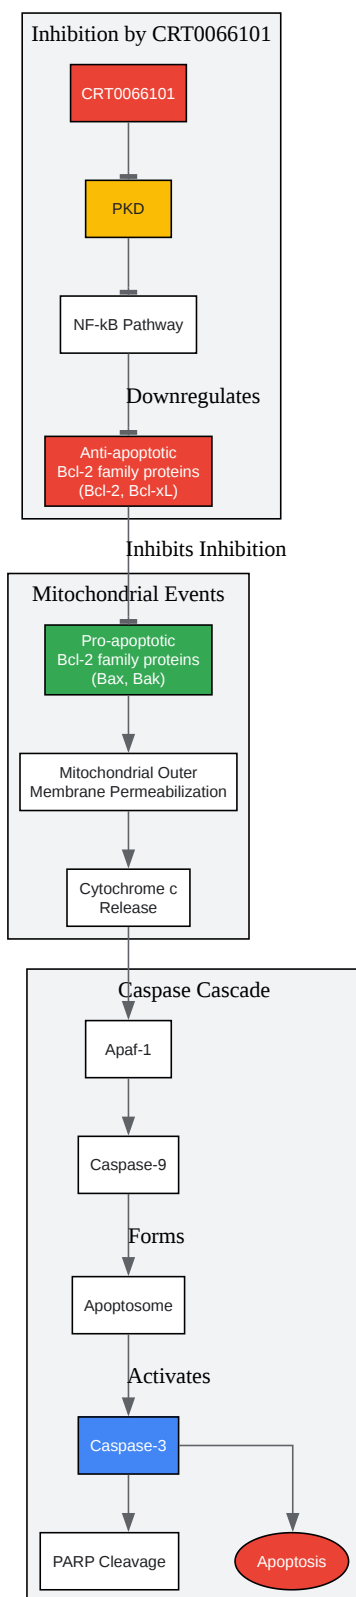 Inhibition by CRT0066101
CRT0066101
PKD
NF-kB Pathway
Downregulates
Anti-apoptotic
Bcl-2 family proteins
(Bcl-2, Bcl-xL)
Inhibits Inhibition
Mitochondrial Events
Pro-apoptotic
Bcl-2 family proteins
(Bax, Bak)
Mitochondrial Outer
Membrane Permeabilization
Cytochrome c
Release
Caspase Cascade
Apaf-1
Caspase-9
Forms
Apoptosome
Activates
Caspase-3
PARP Cleavage
Apoptosis